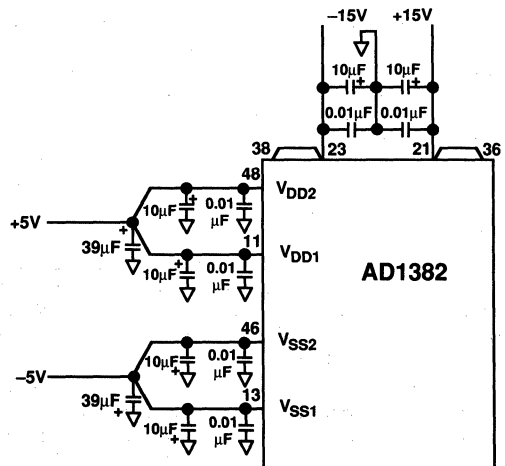 −15V +15V
10µF + 10µF +
0.01µF 0.01µF
38 23 21 36
48
VDD2
10µF + 0.01 µF
+5V
39µF +
11
VDD1
10µF + 0.01 µF
AD1382
46
VSS2
10µF + 0.01 µF
−5V
39µF +
13
VSS1
10µF + 0.01 µF